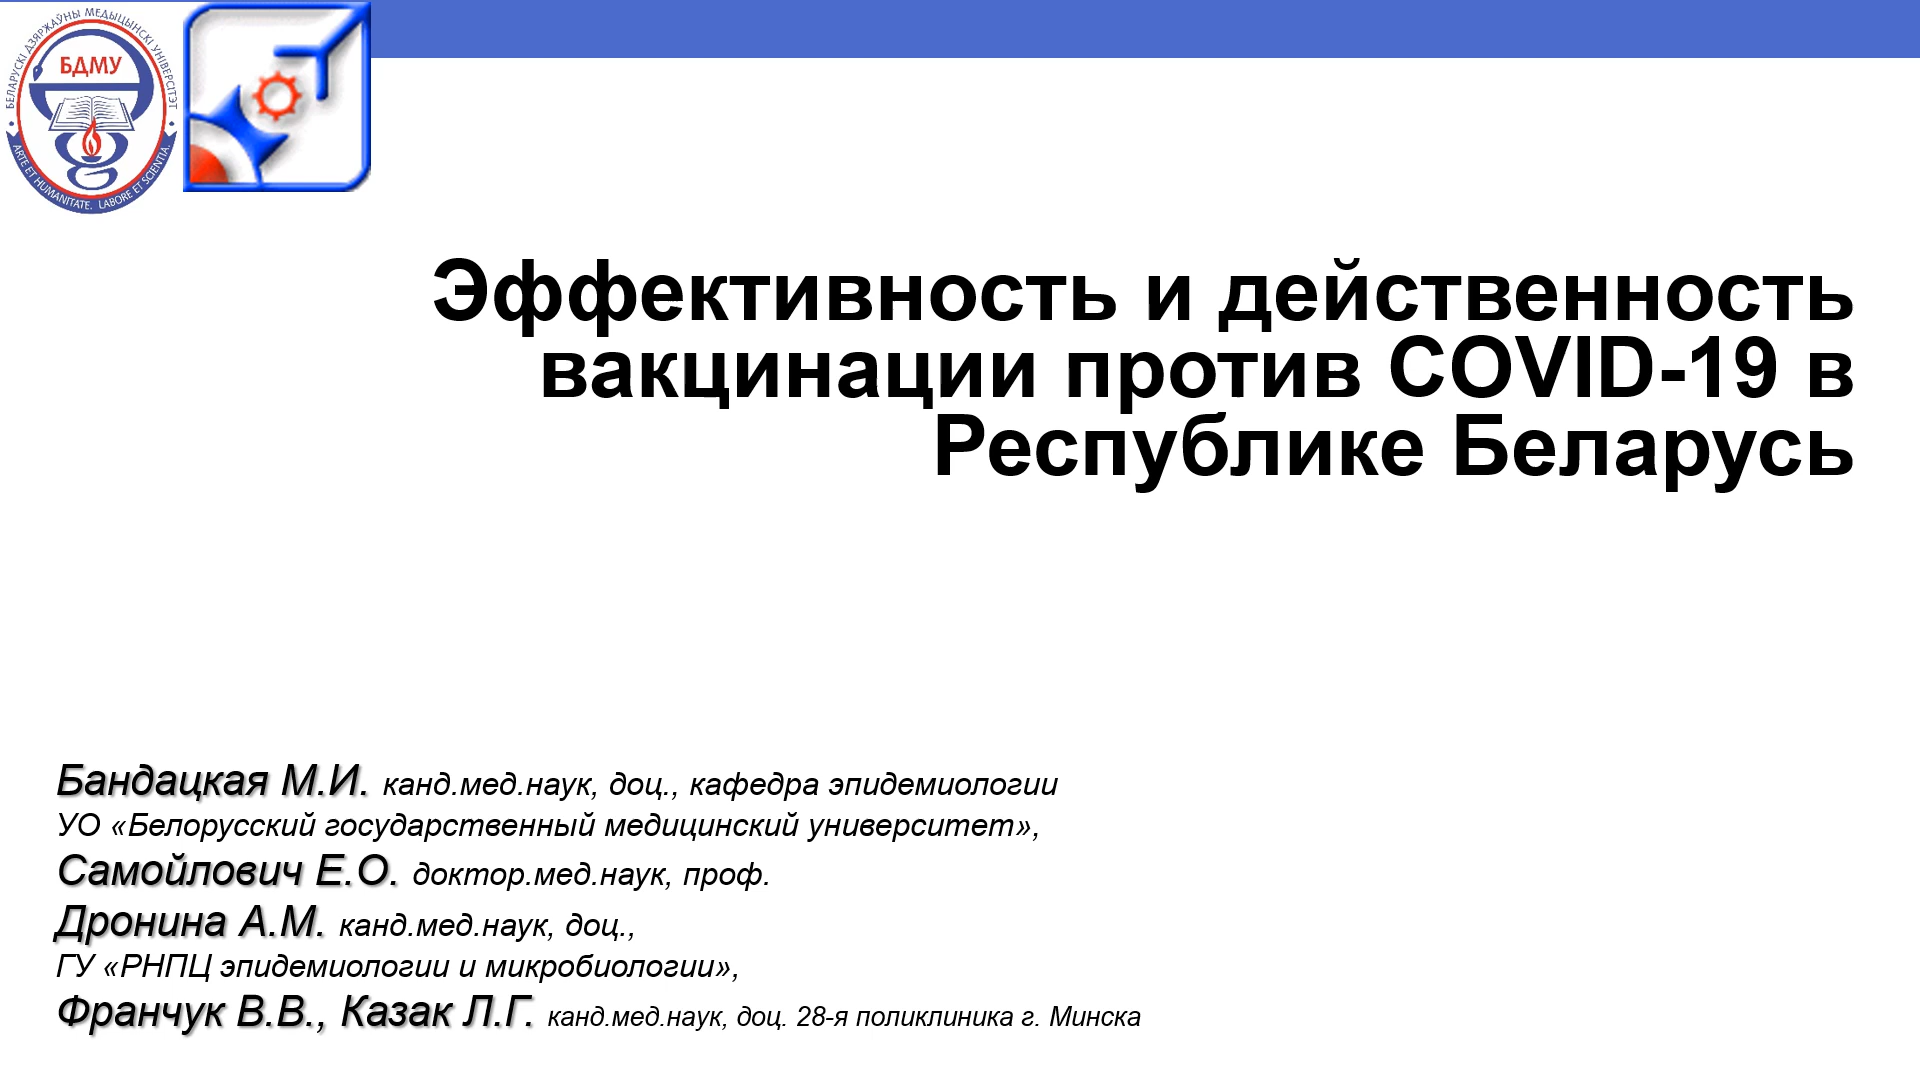 БЕЛАРУСКІ ДЗЯРЖАЎНЫ МЕДЫЦЫНСКІ УНІВЕРСІТЭТ
БДМУ
ARTE ET HUMANITATE. LABORE ET SCIENTIA.
Эффективность и действенность
вакцинации против COVID-19 в
Республике Беларусь
Бандацкая М.И. канд.мед.наук, доц., кафедра эпидемиологии
УО «Белорусский государственный медицинский университет»,
Самойлович Е.О. доктор.мед.наук, проф.
Дронина А.М. канд.мед.наук, доц.,
ГУ «РНПЦ эпидемиологии и микробиологии»,
Франчук В.В., Казак Л.Г. канд.мед.наук, доц. 28-я поликлиника г. Минска